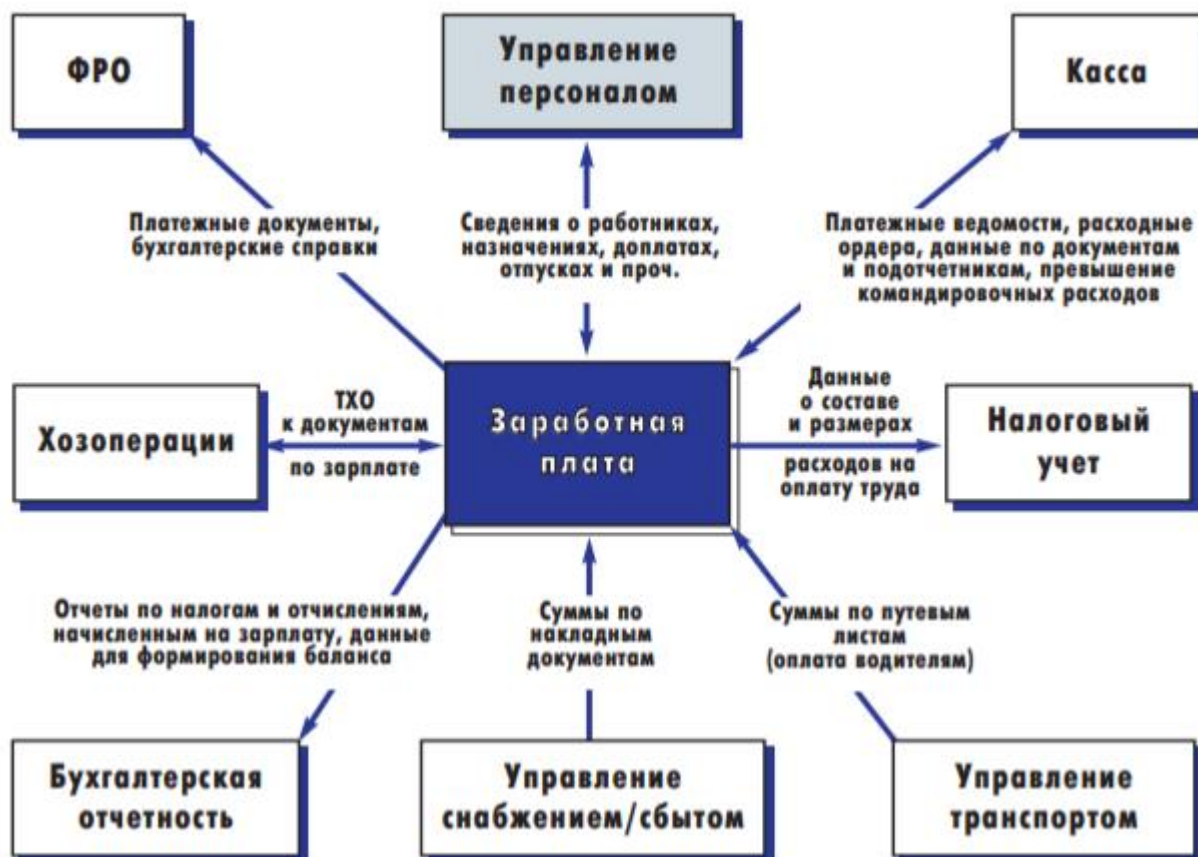 ФРО
Управление
персоналом
Касса
Платежные документы,
бухгалтерские справки
Сведения о работниках,
назначениях, доплатах,
отпусках и проч.
Платежные ведомости, расходные
ордера, данные по документам
и подотчетникам, превышение
командировочных расходов
Хозоперации
ТХО
к документам
по зарплате
Заработная
плата
Данные
о составе
и размерах
расходов на
оплату труда
Налоговый
учет
Отчеты по налогам и отчислениям,
начисленным на зарплату, данные
для формирования баланса
Суммы по
накладным
документам
Суммы по путевым
листам
(оплата водителям)
Бухгалтерская
отчетность
Управление
снабжением/сбытом
Управление
транспортом